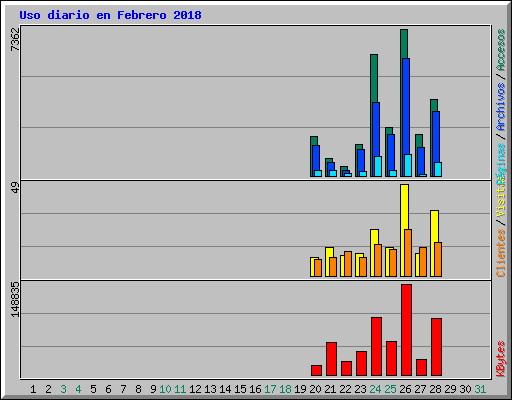 Uso diario en Febrero 2018
7362
49
148835
Accesos / Archivos / Páginas
Visitas / Clientes
KBytes
1 2 3 4 5 6 7 8 9 10 11 12 13 14 15 16 17 18 19 20 21 22 23 24 25 26 27 28 29 30 31